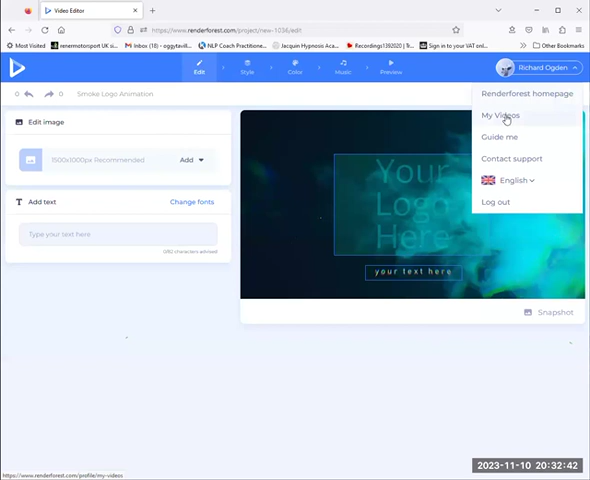 Video Editor
https://www.renderforest.com/project/new-1036/edit
Most Visited
renermotorsport UK si...
Inbox (18) - oggytavill...
NLP Coach Practitioner...
Jacquin Hypnosis Aca...
Recordings1392020 | Tri...
Sign in to your VAT onl...
Other Bookmarks
Edit
Style
Color
Music
Preview
Richard Ogden
0
0
Smoke Logo Animation
Renderforest homepage
My Videos
Guide me
Contact support
English
Log out
Edit image
1500x1000px Recommended
Add
Add text
Change fonts
Type your text here
Your
Logo
Here
your text here
Snapshot
https://www.renderforest.com/profile/my-videos
2023-11-10 20:32:42